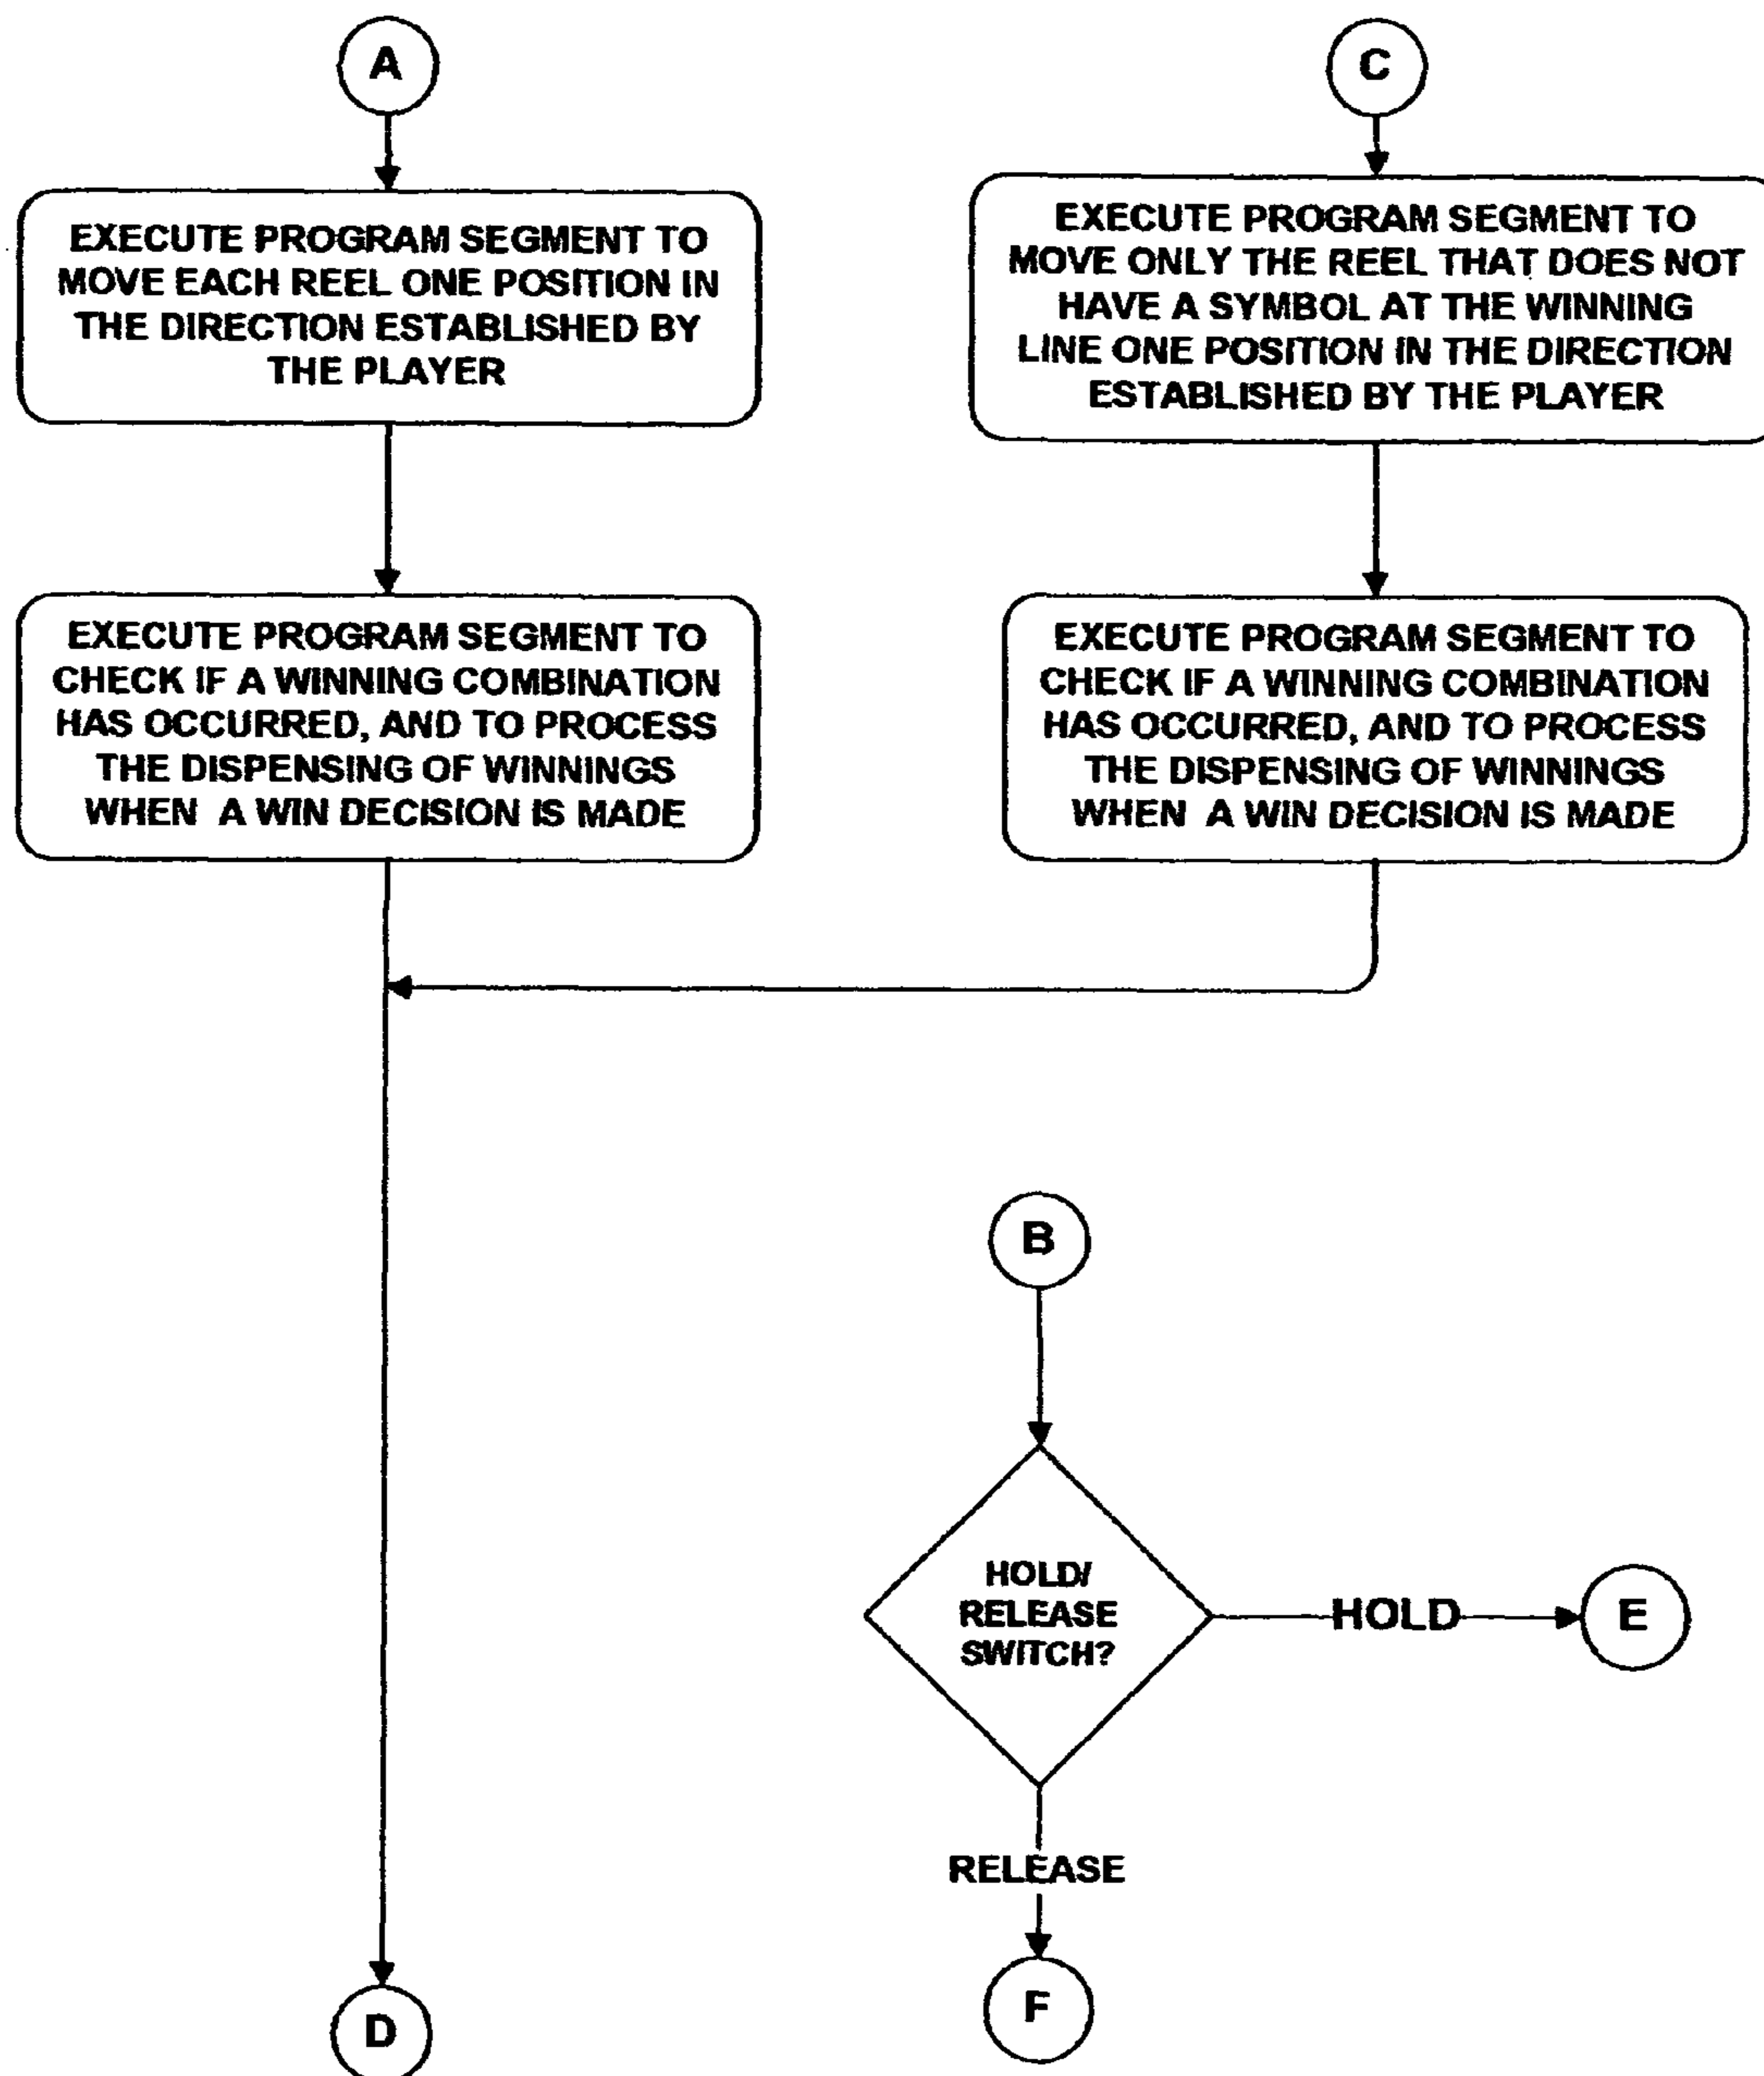 A
EXECUTE PROGRAM SEGMENT TO
MOVE EACH REEL ONE POSITION IN
THE DIRECTION ESTABLISHED BY
THE PLAYER
EXECUTE PROGRAM SEGMENT TO
CHECK IF A WINNING COMBINATION
HAS OCCURRED, AND TO PROCESS
THE DISPENSING OF WINNINGS
WHEN A WIN DECISION IS MADE
C
EXECUTE PROGRAM SEGMENT TO
MOVE ONLY THE REEL THAT DOES NOT
HAVE A SYMBOL AT THE WINNING
LINE ONE POSITION IN THE DIRECTION
ESTABLISHED BY THE PLAYER
EXECUTE PROGRAM SEGMENT TO
CHECK IF A WINNING COMBINATION
HAS OCCURRED, AND TO PROCESS
THE DISPENSING OF WINNINGS
WHEN A WIN DECISION IS MADE
B
HOLD/
RELEASE
SWITCH?
HOLD
E
RELEASE
F
D